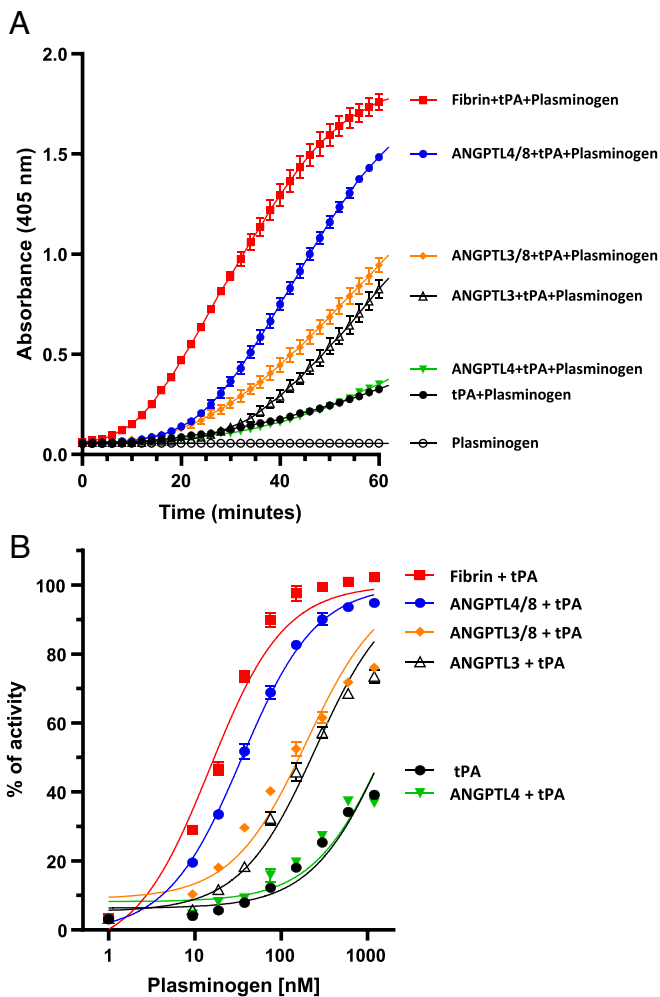 A
2.0
1.5
1.0
0.5
0.0
Absorbance (405 nm)
0
20
40
60
Time (minutes)
Fibrin+tPA+Plasminogen
ANGPTL4/8+tPA+Plasminogen
ANGPTL3/8+tPA+Plasminogen
ANGPTL3+tPA+Plasminogen
ANGPTL4+tPA+Plasminogen
tPA+Plasminogen
Plasminogen
B
100
80
60
40
20
0
% of activity
1
10
100
1000
Plasminogen [nM]
Fibrin + tPA
ANGPTL4/8 + tPA
ANGPTL3/8 + tPA
ANGPTL3 + tPA
tPA
ANGPTL4 + tPA